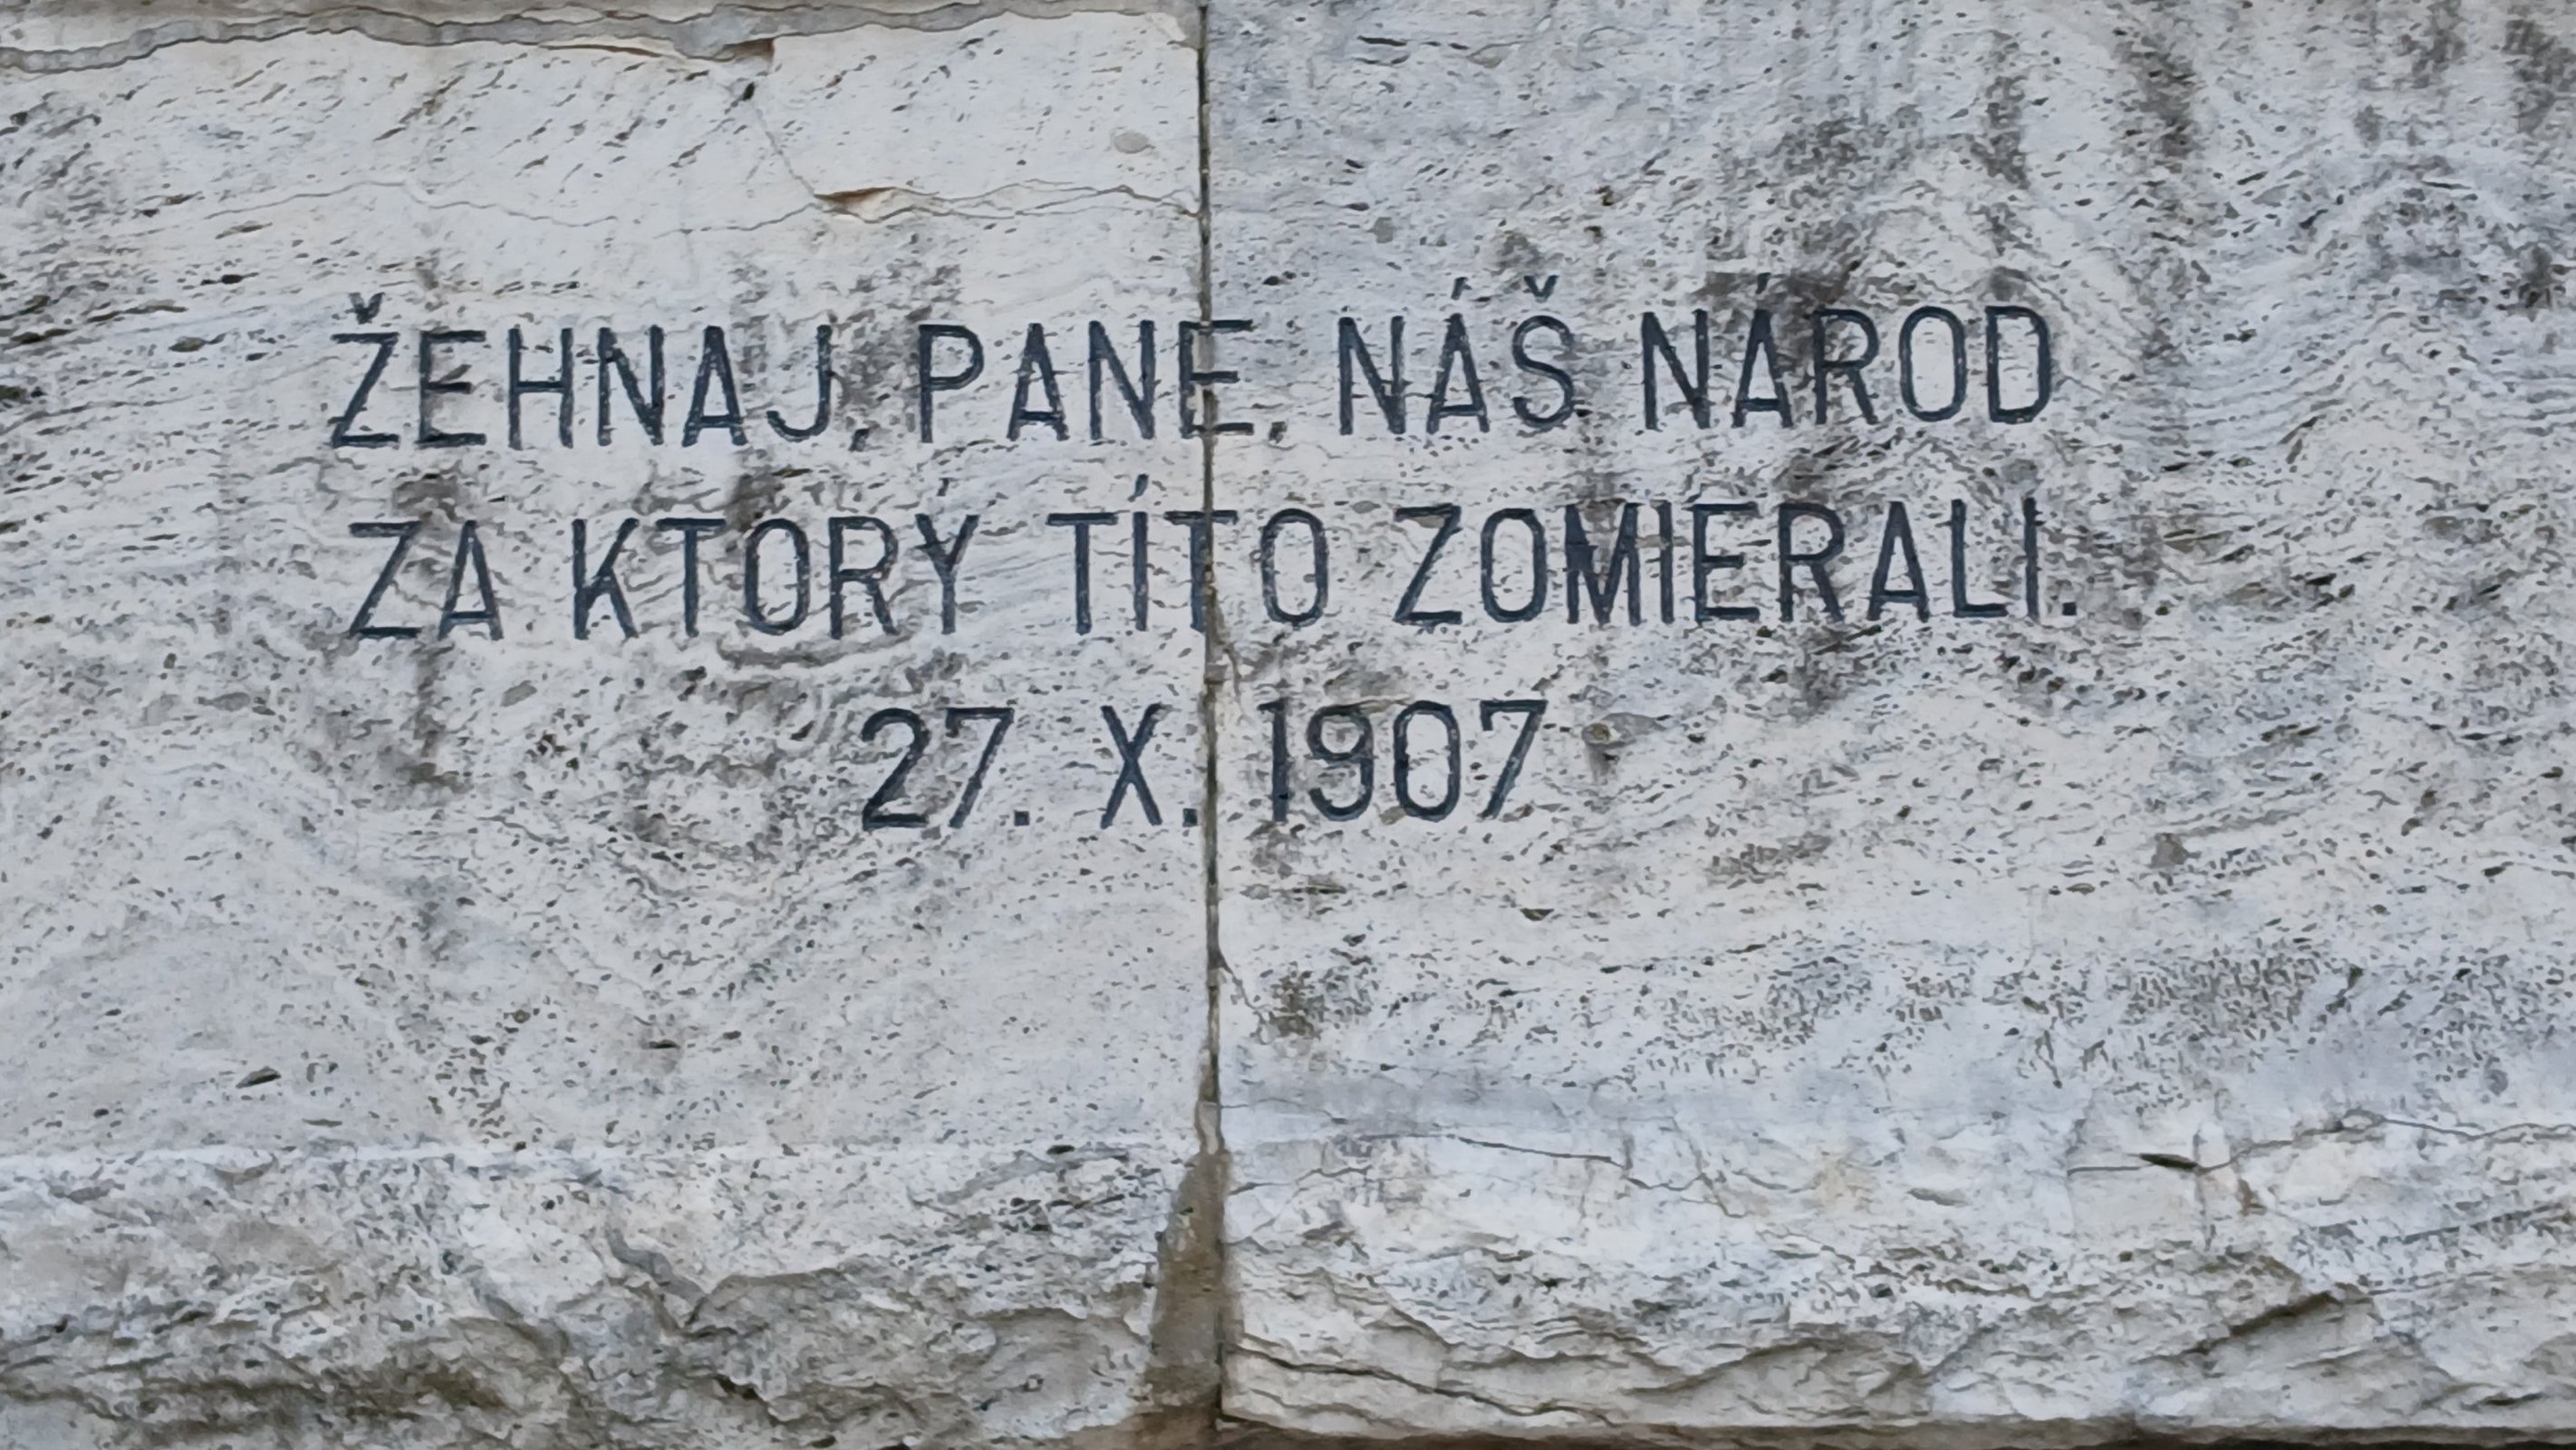 ŽEHNAJ, PANE, NÁŠ NÁROD
ZA KTORÝ TÍTO ZOMIERALI.
27. X. 1907